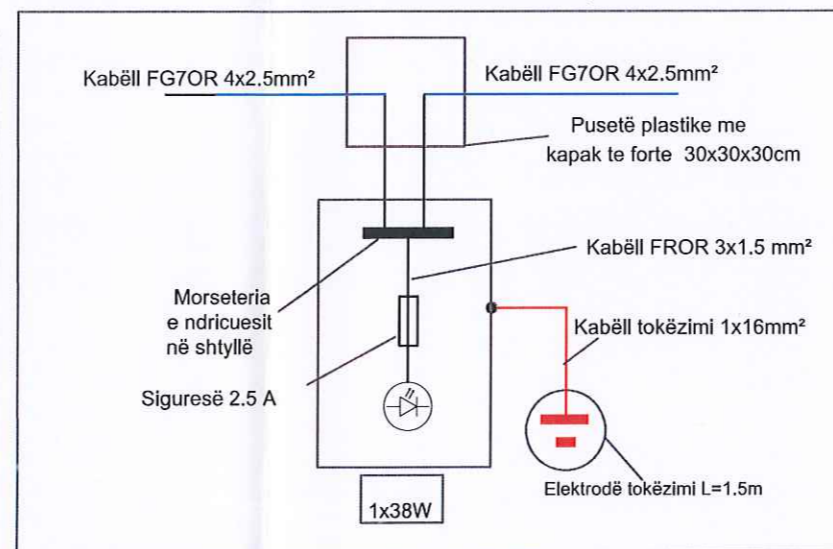 Kabëll FG7OR 4x2.5mm²
Kabëll FG7OR 4x2.5mm²
Pusetë plastike me
kapak te forte 30x30x30cm
Kabëll FROR 3x1.5 mm²
Morseteria
e ndricuesit
në shtyllë
Kabëll tokëzimi 1x16mm²
Siguresë 2.5 A
Elektrodë tokëzimi L=1.5m
1x38W